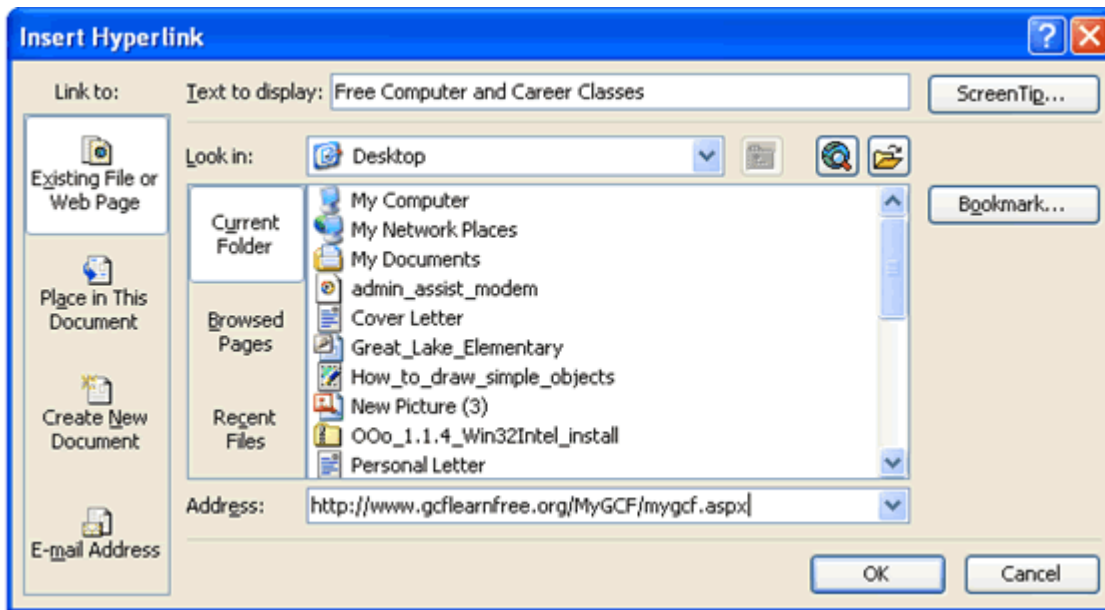 Insert Hyperlink
Link to:
Text to display: Free Computer and Career Classes
ScreenTip...
Existing File or
Web Page
Place in This
Document
Create New
Document
E-mail Address
Look in: Desktop
Current
Folder
Browsed
Pages
Recent
Files
My Computer
My Network Places
My Documents
admin_assist_modem
Cover Letter
Great_Lake_Elementary
How_to_draw_simple_objects
New Picture (3)
OOo_1.1.4_Win32Intel_install
Personal Letter
Bookmark...
Address: http://www.gcflearnfree.org/MyGCF/mygcf.aspx
OK Cancel